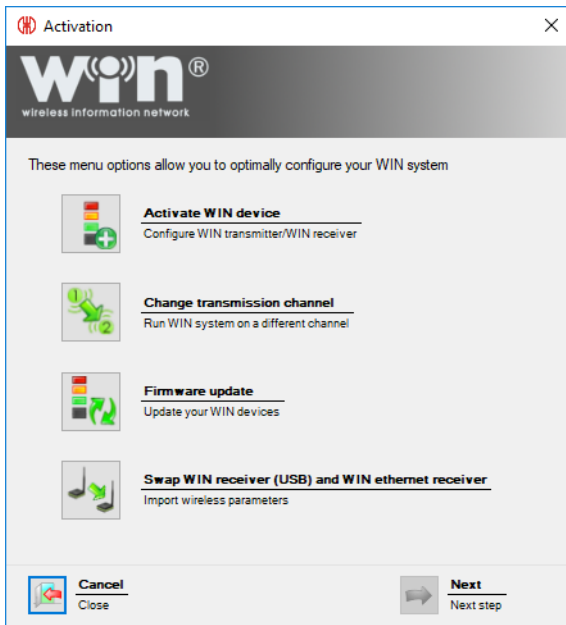 Activation
WIN®
wireless information network
These menu options allow you to optimally configure your WIN system
Activate WIN device
Configure WIN transmitter/WIN receiver
Change transmission channel
Run WIN system on a different channel
Firmware update
Update your WIN devices
Swap WIN receiver (USB) and WIN ethernet receiver
Import wireless parameters
Cancel
Close
Next
Next step